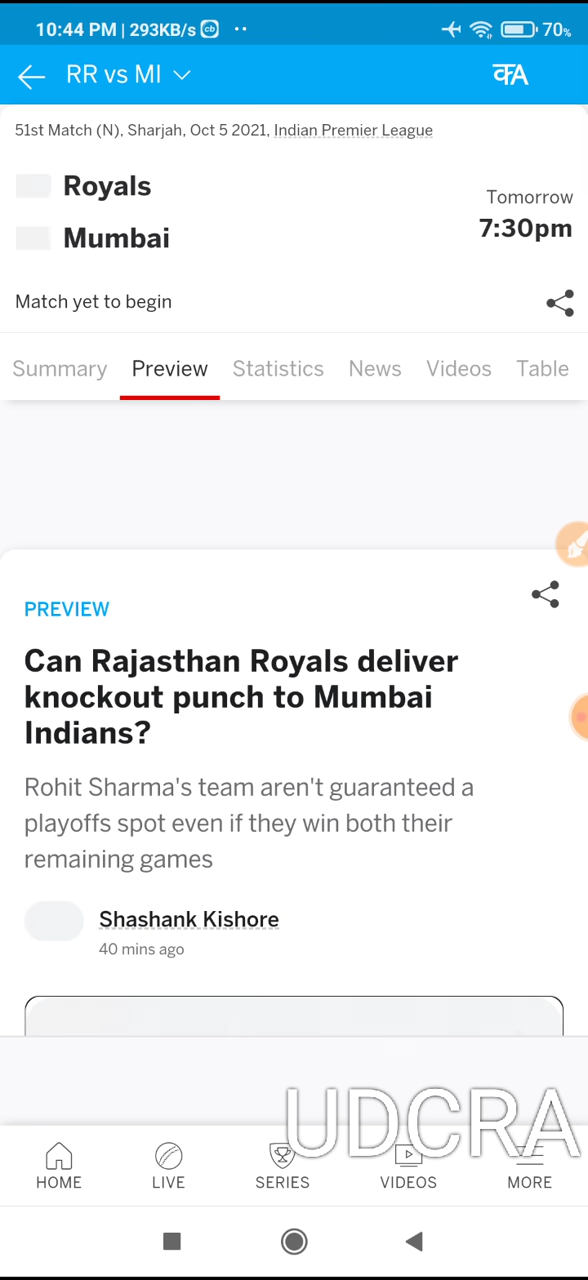 10:44 PM | 293KB/s cb ··
70%
RR vs MI
क A
51st Match (N), Sharjah, Oct 5 2021, Indian Premier League
Royals
Mumbai
Tomorrow
7:30pm
Match yet to begin
Summary Preview Statistics News Videos Table
PREVIEW
Can Rajasthan Royals deliver
knockout punch to Mumbai
Indians?
Rohit Sharma's team aren't guaranteed a
playoffs spot even if they win both their
remaining games
Shashank Kishore
40 mins ago
UDCRA
HOME LIVE SERIES VIDEOS MORE